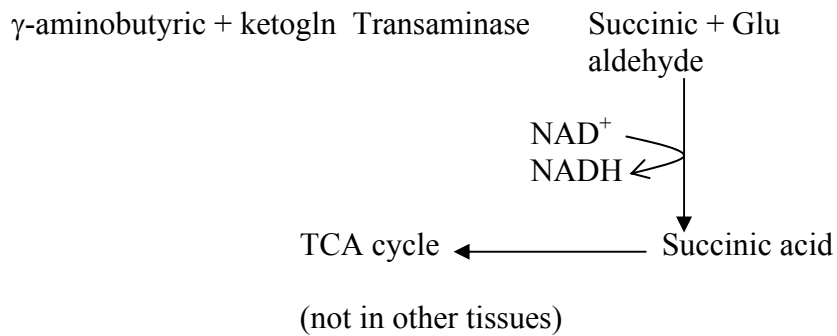 γ-aminobutyric + ketogln Transaminase Succinic + Glu
aldehyde
NAD⁺
NADH
TCA cycle Succinic acid
(not in other tissues)